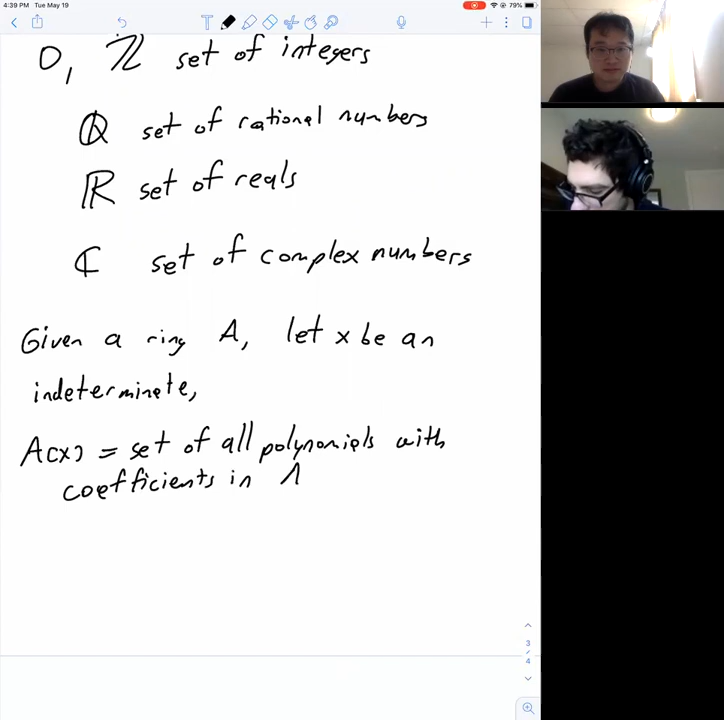 4:39 PM Tue May 19
79%
0, ℤ set of integers
ℚ set of rational numbers
ℝ set of reals
ℂ set of complex numbers
Given a ring A, let x be an
indeterminate,
A[x] = set of all polynomials with
coefficients in A
3
4